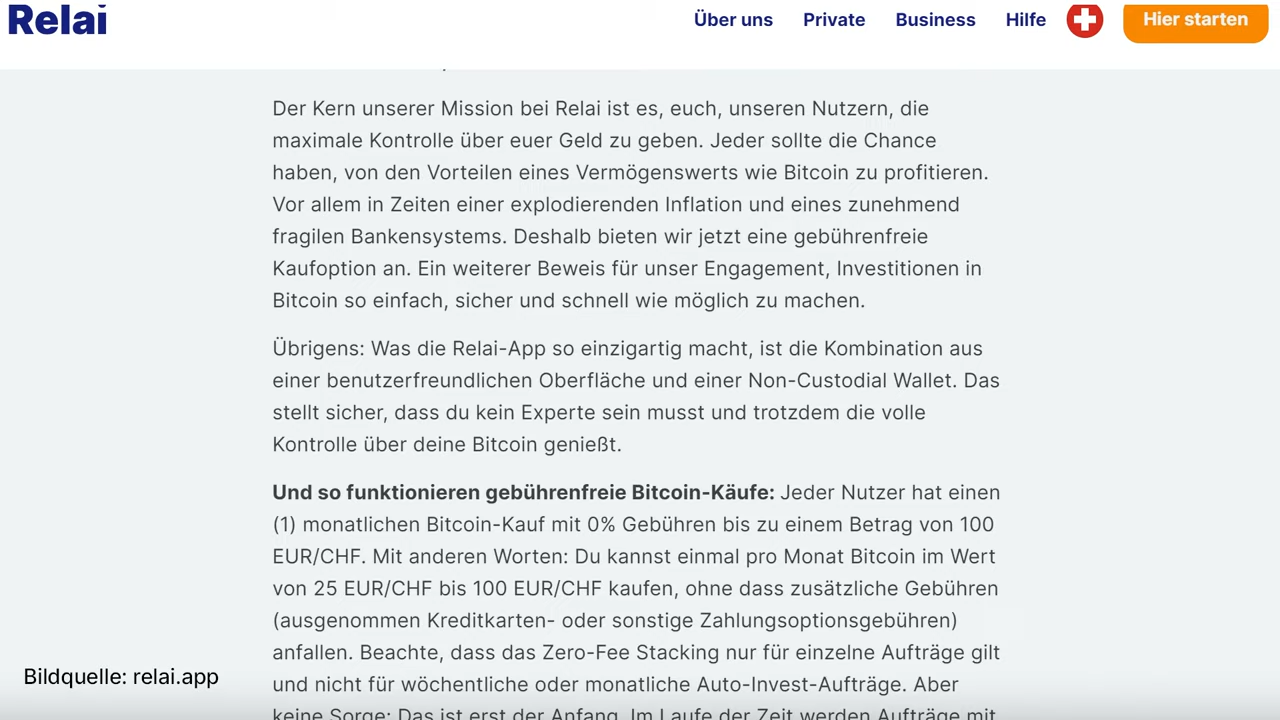 Relai
Über uns Private Business Hilfe Hier starten
Der Kern unserer Mission bei Relai ist es, euch, unseren Nutzern, die
maximale Kontrolle über euer Geld zu geben. Jeder sollte die Chance
haben, von den Vorteilen eines Vermögenswerts wie Bitcoin zu profitieren.
Vor allem in Zeiten einer explodierenden Inflation und eines zunehmend
fragilen Bankensystems. Deshalb bieten wir jetzt eine gebührenfreie
Kaufoption an. Ein weiterer Beweis für unser Engagement, Investitionen in
Bitcoin so einfach, sicher und schnell wie möglich zu machen.
Übrigens: Was die Relai-App so einzigartig macht, ist die Kombination aus
einer benutzerfreundlichen Oberfläche und einer Non-Custodial Wallet. Das
stellt sicher, dass du kein Experte sein musst und trotzdem die volle
Kontrolle über deine Bitcoin genießt.
Und so funktionieren gebührenfreie Bitcoin-Käufe: Jeder Nutzer hat einen
(1) monatlichen Bitcoin-Kauf mit 0% Gebühren bis zu einem Betrag von 100
EUR/CHF. Mit anderen Worten: Du kannst einmal pro Monat Bitcoin im Wert
von 25 EUR/CHF bis 100 EUR/CHF kaufen, ohne dass zusätzliche Gebühren
(ausgenommen Kreditkarten- oder sonstige Zahlungsoptionsgebühren)
anfallen. Beachte, dass das Zero-Fee Stacking nur für einzelne Aufträge gilt
und nicht für wöchentliche oder monatliche Auto-Invest-Aufträge. Aber
keine Sorge: Das ist erst der Anfang. Im Laufe der Zeit werden Aufträge mit
Bildquelle: relai.app